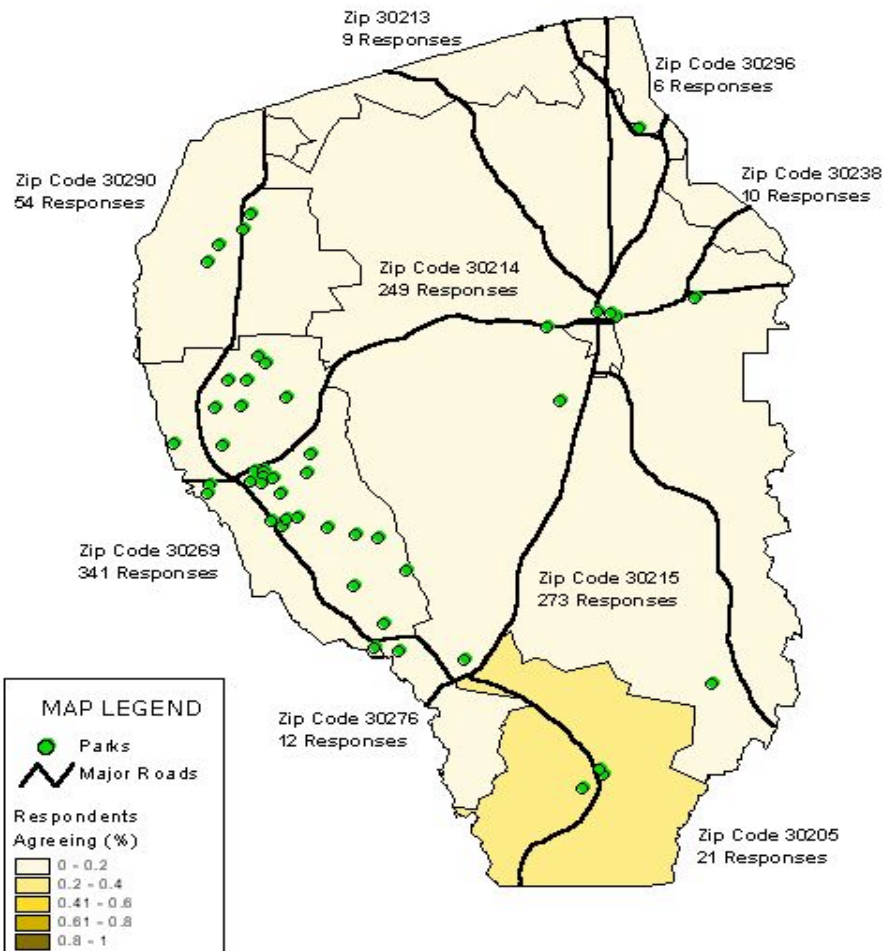 Zip 30213
9 Responses
Zip Code 30296
6 Responses
Zip Code 30290
54 Responses
Zip Code 30238
10 Responses
Zip Code 30214
249 Responses
Zip Code 30269
341 Responses
Zip Code 30215
273 Responses
Zip Code 30276
12 Responses
Zip Code 30205
21 Responses
MAP LEGEND
Parks
Major Roads
Respondents
Agreeing (%)
0 - 0.2
0.2 - 0.4
0.41 - 0.6
0.61 - 0.8
0.8 - 1